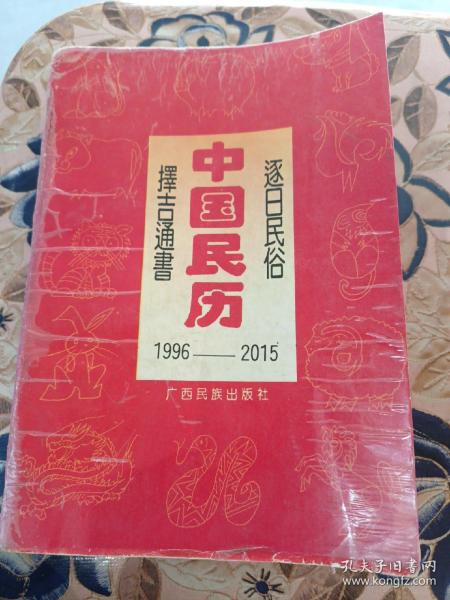 逐日民俗
中国民历
擇吉通書
1996——2015
广西民族出版社
孔夫子旧书网
www.kongfz.com